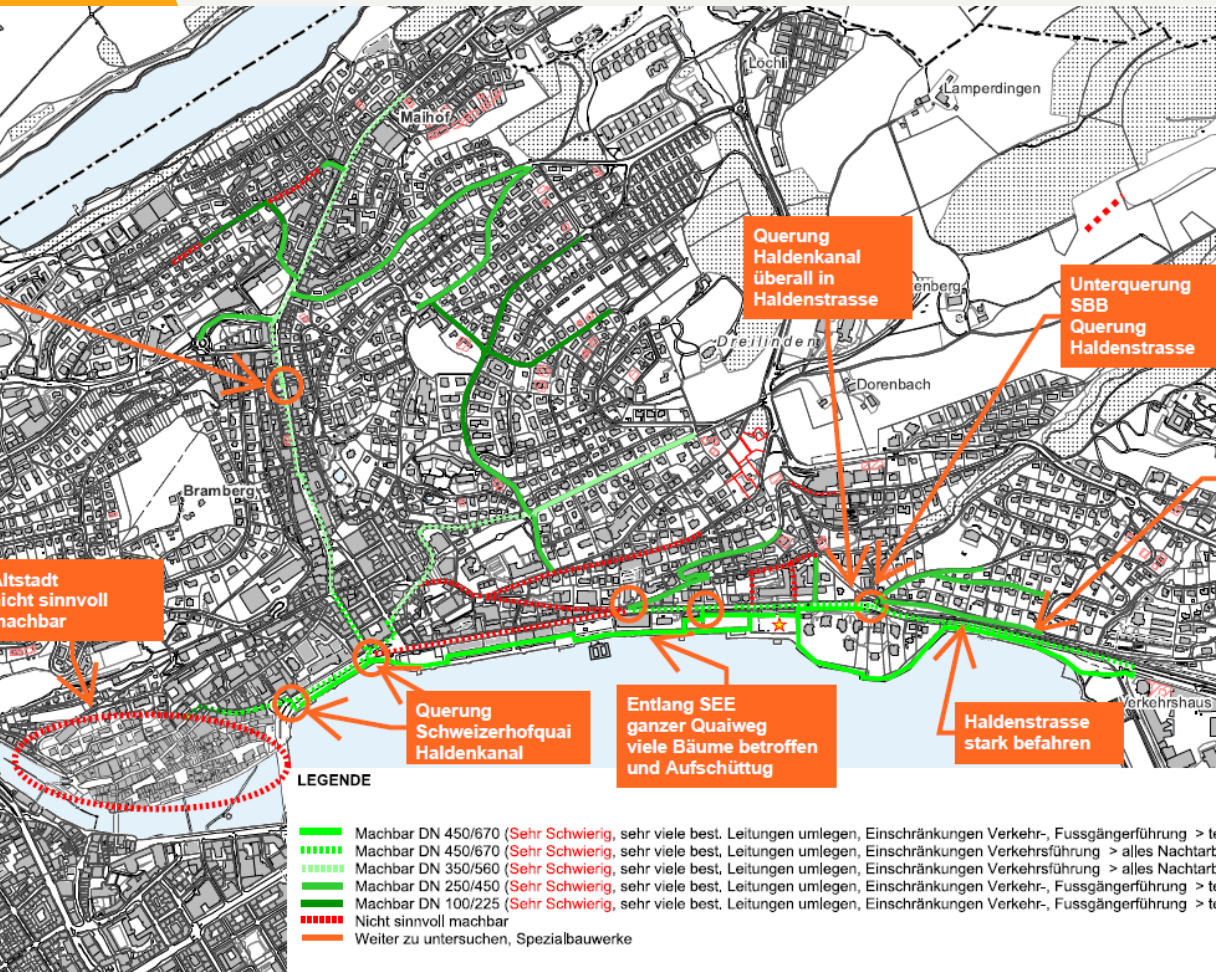 Löchli
Lamperdingen
Maihof
Querung
Haldenkanal
überall in
Haldenstrasse
enberg
Unterquerung
SBB
Querung
Haldenstrasse
Dreilinden
Dorenbach
Bramberg
Altstadt
nicht sinnvoll
machbar
Querung
Schweizerhofquai
Haldenkanal
Entlang SEE
ganzer Quaiweg
viele Bäume betroffen
und Aufschüttug
Haldenstrasse
stark befahren
Verkehrshaus
LEGENDE
Machbar DN 450/670 (Sehr Schwierig, sehr viele best. Leitungen umlegen, Einschränkungen Verkehr-, Fussgängerführung > te
Machbar DN 450/670 (Sehr Schwierig, sehr viele best. Leitungen umlegen, Einschränkungen Verkehrsführung > alles Nachtarb
Machbar DN 350/560 (Sehr Schwierig, sehr viele best. Leitungen umlegen, Einschränkungen Verkehrsführung > alles Nachtarb
Machbar DN 250/450 (Sehr Schwierig, sehr viele best. Leitungen umlegen, Einschränkungen Verkehr-, Fussgängerführung > te
Machbar DN 100/225 (Sehr Schwierig, sehr viele best. Leitungen umlegen, Einschränkungen Verkehr-, Fussgängerführung > te
Nicht sinnvoll machbar
Weiter zu untersuchen, Spezialbauwerke